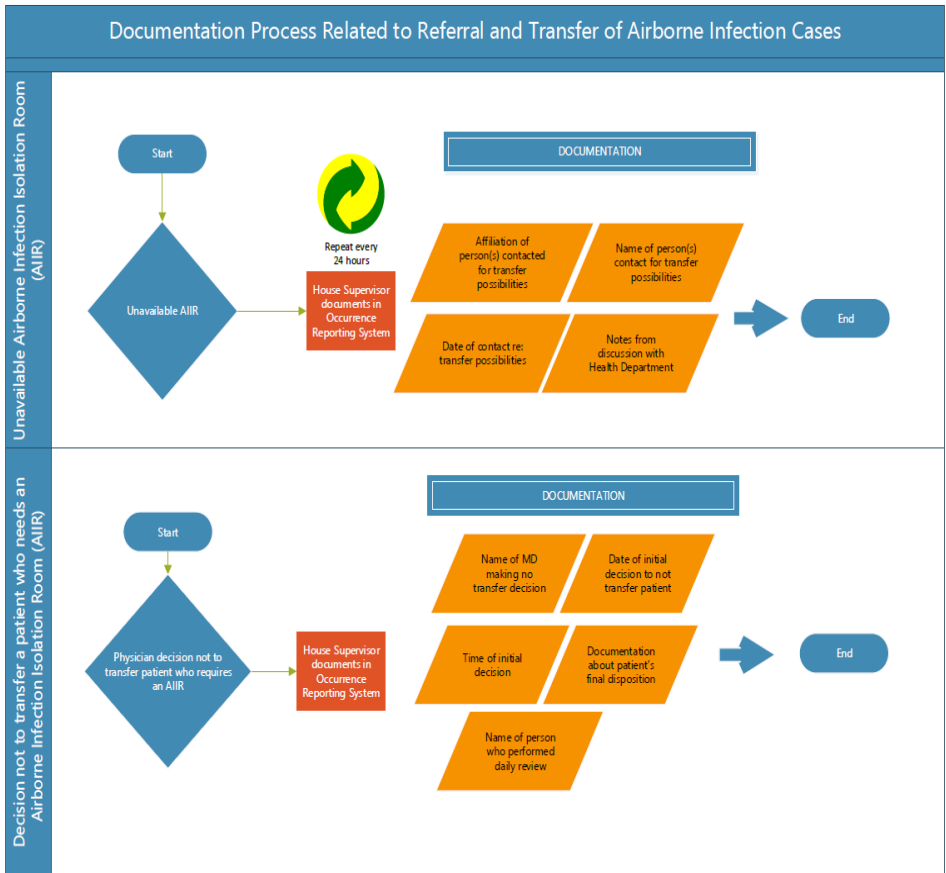 Documentation Process Related to Referral and Transfer of Airborne Infection Cases
Unavailable Airborne Infection Isolation Room
(AIIR)
Start
Unavailable AIIR
Repeat every
24 hours
House Supervisor
documents in
Occurrence
Reporting System
DOCUMENTATION
Affiliation of
person(s) contacted
for transfer
possibilities
Name of person(s)
contact for transfer
possibilities
Date of contact re:
transfer possibilities
Notes from
discussion with
Health Department
End
Decision not to transfer a patient who needs an
Airborne Infection Isolation Room (AIIR)
Start
Physician decision not to
transfer patient who requires
an AIIR
House Supervisor
documents in
Occurrence
Reporting System
DOCUMENTATION
Name of MD
making no
transfer decision
Date of initial
decision to not
transfer patient
Time of initial
decision
Documentation
about patient's
final disposition
Name of person
who performed
daily review
End